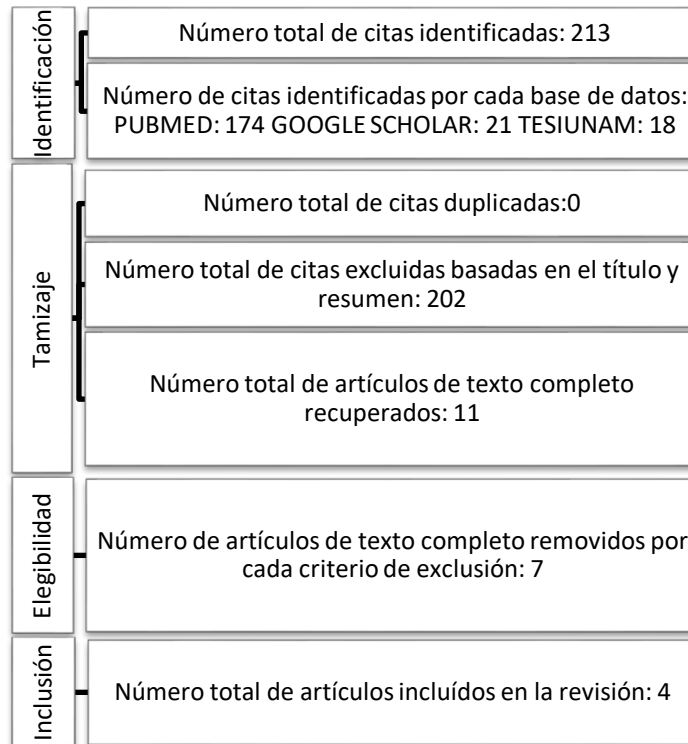 Identificación
Número total de citas identificadas: 213
Número de citas identificadas por cada base de datos:
PUBMED: 174 GOOGLE SCHOLAR: 21 TESIUNAM: 18
Tamizaje
Número total de citas duplicadas:0
Número total de citas excluidas basadas en el título y
resumen: 202
Número total de artículos de texto completo
recuperados: 11
Elegibilidad
Número de artículos de texto completo removidos por
cada criterio de exclusión: 7
Inclusión
Número total de artículos incluídos en la revisión: 4